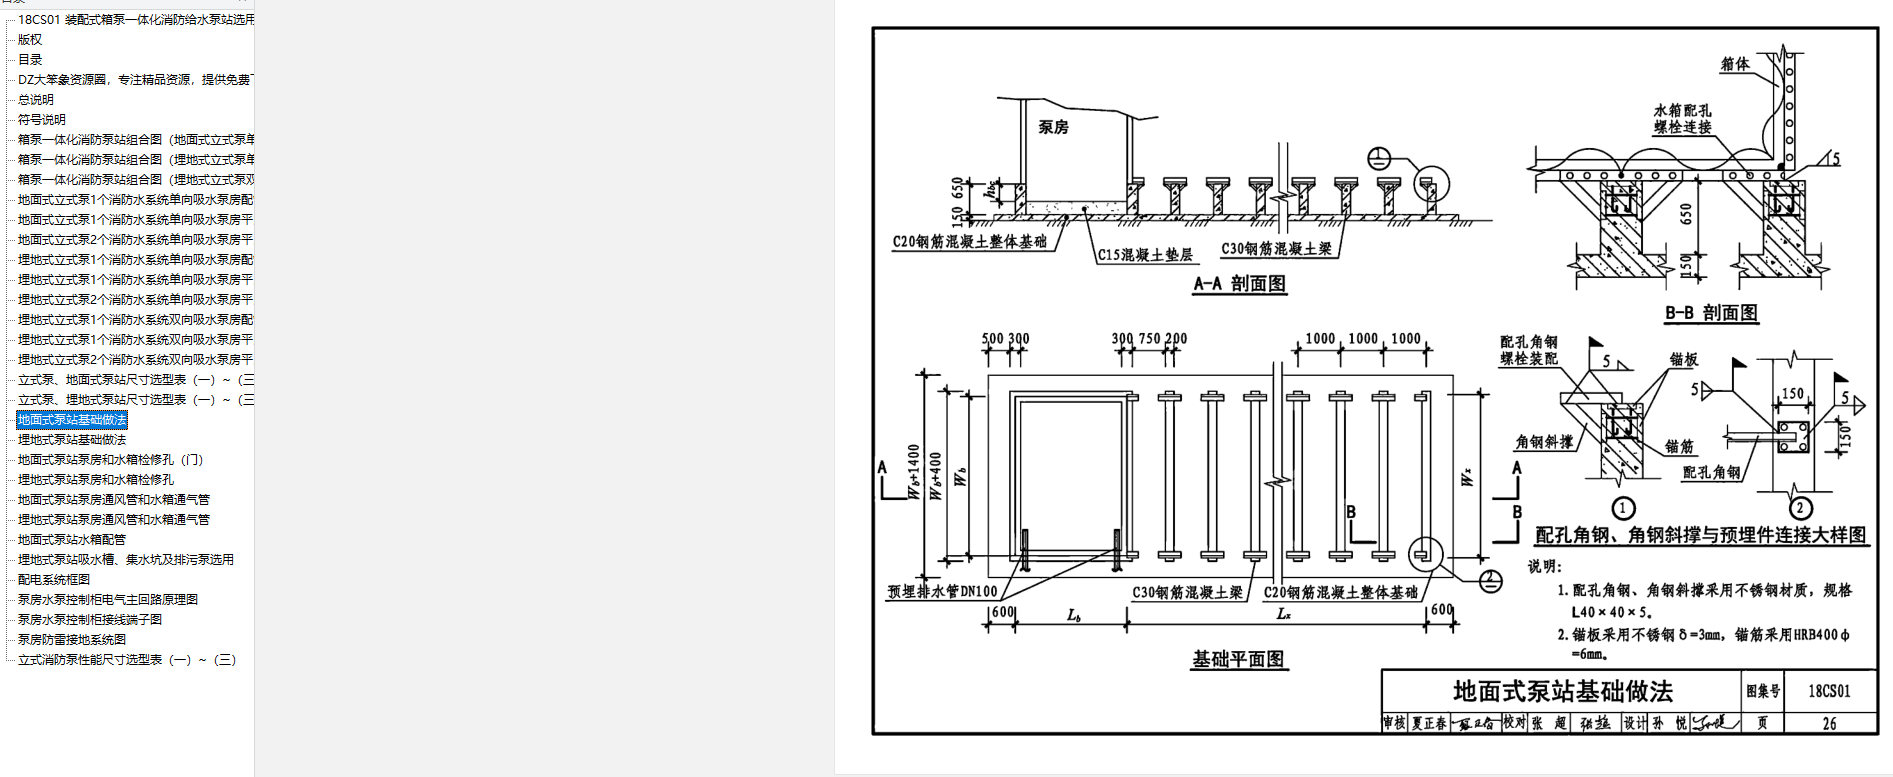 18CS01 装配式箱泵一体化消防给水泵站选用
版权
目录
DZ大笨象资源圈，专注精品资源，提供免费
总说明
符号说明
箱泵一体化消防泵站组合图（地面式立式泵单
箱泵一体化消防泵站组合图（埋地式立式泵单
箱泵一体化消防泵站组合图（埋地式立式泵双
地面式立式泵1个消防水系统单向吸水泵房配
地面式立式泵1个消防水系统单向吸水泵房平
地面式立式泵2个消防水系统单向吸水泵房平
埋地式立式泵1个消防水系统单向吸水泵房配
埋地式立式泵1个消防水系统单向吸水泵房平
埋地式立式泵2个消防水系统单向吸水泵房平
埋地式立式泵1个消防水系统双向吸水泵房配
埋地式立式泵1个消防水系统双向吸水泵房平
埋地式立式泵2个消防水系统双向吸水泵房平
立式泵、地面式泵站尺寸选型表（一）~（三
立式泵、埋地式泵站尺寸选型表（一）~（三
地面式泵站基础做法
埋地式泵站基础做法
地面式泵站泵房和水箱检修孔（门）
埋地式泵站泵房和水箱检修孔
地面式泵站泵房通风管和水箱通气管
埋地式泵站泵房通风管和水箱通气管
地面式泵站水箱配管
埋地式泵站吸水槽、集水坑及排污泵选用
配电系统框图
泵房水泵控制柜电气主回路原理图
泵房水泵控制柜接线端子图
泵房防雷接地系统图
立式消防泵性能尺寸选型表（一）~（三）
泵房
650
150
1
C20钢筋混凝土整体基础
C15混凝土垫层
C30钢筋混凝土梁
A-A 剖面图
箱体
水箱配孔
螺栓连接
5
650
150
B-B 剖面图
500 300
300 750 200
1000 1000 1000
A
Wb+1400
Wb+400
Wb
Wx
A
B
B
2
预埋排水管DN100
C30钢筋混凝土梁
C20钢筋混凝土整体基础
600
Lb
Lx
600
基础平面图
配孔角钢
螺栓装配
5
锚板
角钢斜撑
锚筋
1
5
150
5
150
配孔角钢
2
配孔角钢、角钢斜撑与预埋件连接大样图
说明：
1. 配孔角钢、角钢斜撑采用不锈钢材质，规格
L40×40×5。
2. 锚板采用不锈钢δ=3mm，锚筋采用HRB400ϕ
=6mm。
地面式泵站基础做法
图集号
18CS01
审核 夏正春 校对 张 超 设计 孙 悦 页 26